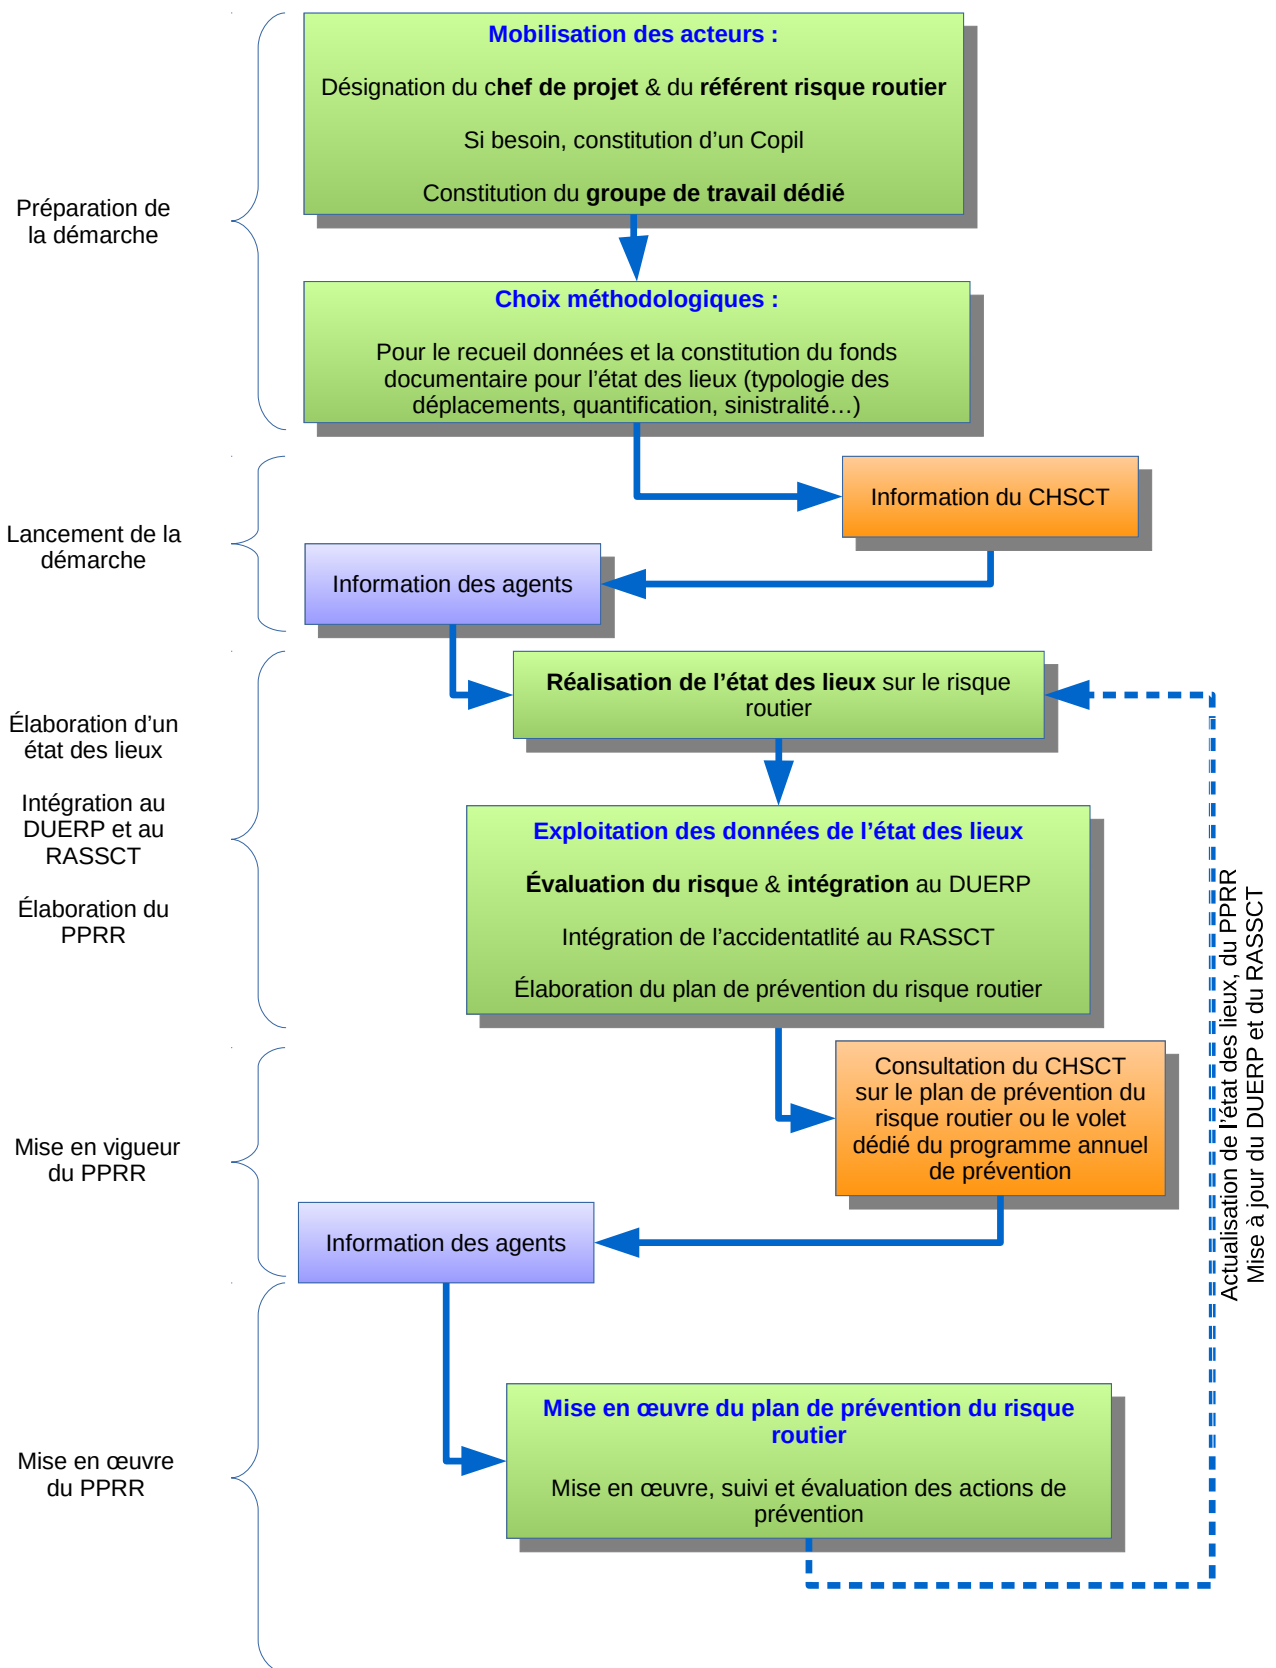 Mobilisation des acteurs :
Désignation du chef de projet & du référent risque routier
Si besoin, constitution d’un Copil
Constitution du groupe de travail dédié
Préparation de
la démarche
Choix méthodologiques :
Pour le recueil données et la constitution du fonds
documentaire pour l’état des lieux (typologie des
déplacements, quantification, sinistralité…)
Lancement de la
démarche
Information du CHSCT
Information des agents
Élaboration d’un
état des lieux
Intégration au
DUERP et au
RASSCT
Élaboration du
PPRR
Réalisation de l’état des lieux sur le risque
routier
Exploitation des données de l’état des lieux
Évaluation du risque & intégration au DUERP
Intégration de l’accidentatlité au RASSCT
Élaboration du plan de prévention du risque routier
Mise en vigueur
du PPRR
Consultation du CHSCT
sur le plan de prévention du
risque routier ou le volet
dédié du programme annuel
de prévention
Information des agents
Mise en œuvre
du PPRR
Mise en œuvre du plan de prévention du risque
routier
Mise en œuvre, suivi et évaluation des actions de
prévention
Actualisation de l’état des lieux, du PPRR
Mise à jour du DUERP et du RASSCT